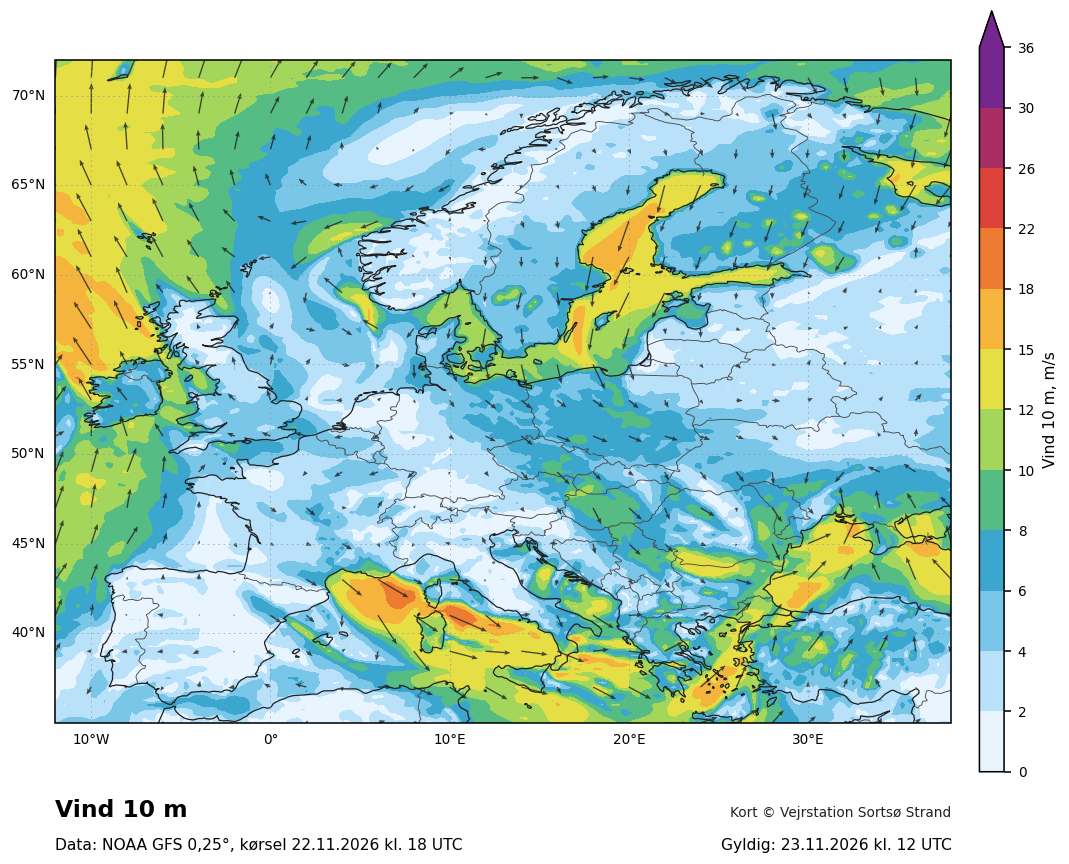 36
30
26
22
18
15
12
10
8
6
4
2
0
Vind 10 m, m/s
70°N
65°N
60°N
55°N
50°N
45°N
40°N
10°W
0°
10°E
20°E
30°E
Vind 10 m
Kort © Vejrstation Sortsø Strand
Data: NOAA GFS 0,25°, kørsel 22.11.2026 kl. 18 UTC
Gyldig: 23.11.2026 kl. 12 UTC